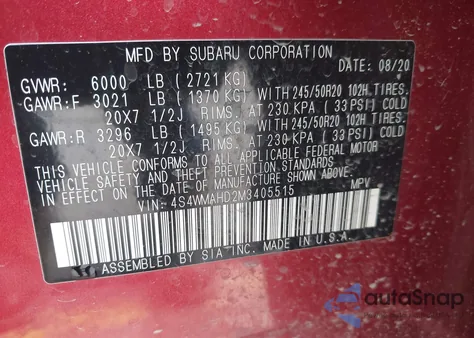 MFD BY SUBARU CORPORATION
DATE: 08/20
GVWR: 6000 LB (2721 KG)
GAWR:F 3021 LB (1370 KG) WITH 245/50R20 102H TIRES.
20X7 1/2J RIMS. AT 230 KPA (33 PSI) COLD
GAWR:R 3296 LB (1495 KG) WITH 245/50R20 102H TIRES.
20X7 1/2J RIMS. AT 230 KPA (33 PSI) COLD
THIS VEHICLE CONFORMS TO ALL APPLICABLE FEDERAL MOTOR
VEHICLE SAFETY AND THEFT PREVENTION STANDARDS
IN EFFECT ON THE DATE OF MANUFACTURE SHOWN ABOVE.
VIN: 4S4WMAHD2M3405515 MPV
ASSEMBLED BY SIA INC. MADE IN U.S.A.
autoSnap